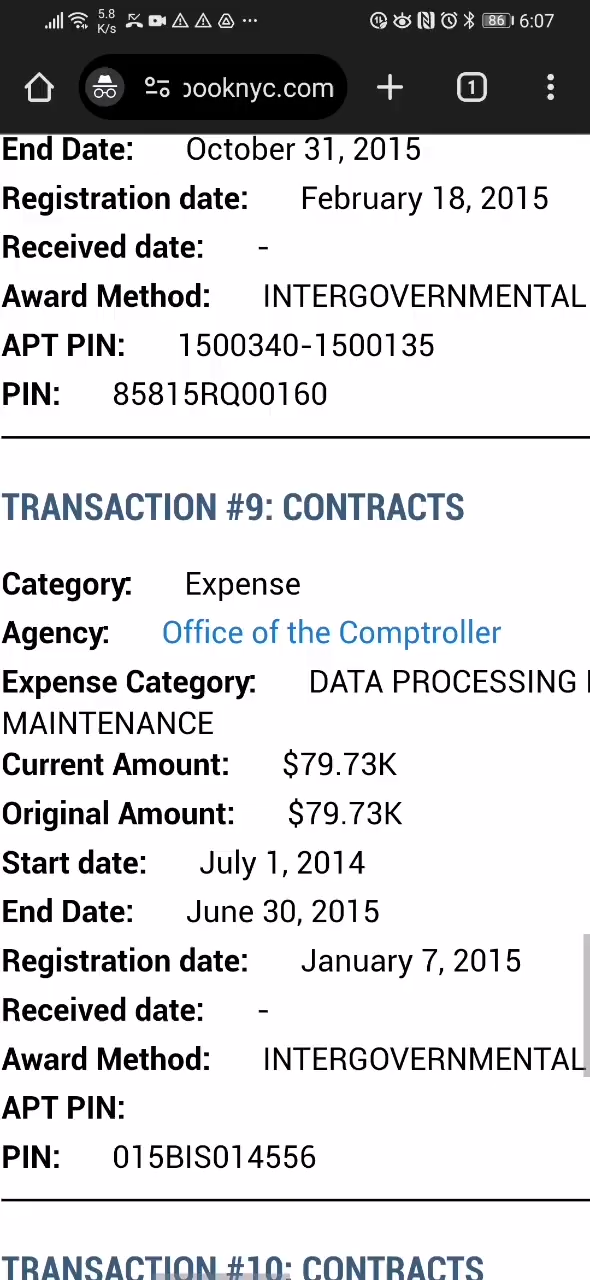 5.8
K/s
86
6:07
ooknyc.com
1
End Date: October 31, 2015
Registration date: February 18, 2015
Received date: -
Award Method: INTERGOVERNMENTAL
APT PIN: 1500340-1500135
PIN: 85815RQ00160
TRANSACTION #9: CONTRACTS
Category: Expense
Agency: Office of the Comptroller
Expense Category: DATA PROCESSING
MAINTENANCE
Current Amount: $79.73K
Original Amount: $79.73K
Start date: July 1, 2014
End Date: June 30, 2015
Registration date: January 7, 2015
Received date: -
Award Method: INTERGOVERNMENTAL
APT PIN:
PIN: 015BIS014556
TRANSACTION #10: CONTRACTS